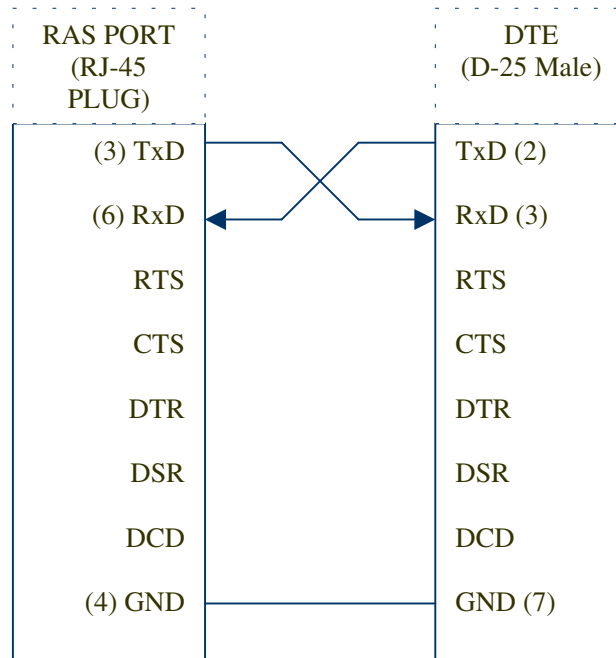 RAS PORT
(RJ-45
PLUG)
DTE
(D-25 Male)
(3) TxD
TxD (2)
(6) RxD
RxD (3)
RTS
RTS
CTS
CTS
DTR
DTR
DSR
DSR
DCD
DCD
(4) GND
GND (7)